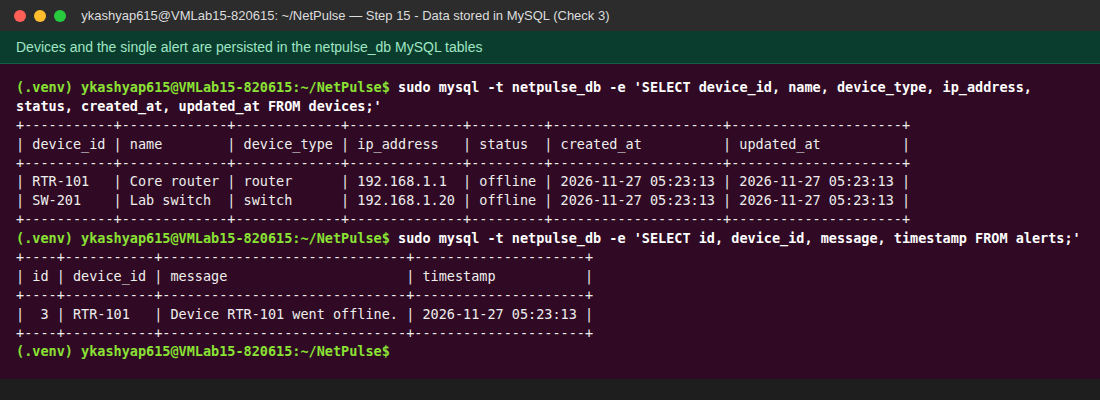 ykashyap615@VMLab15-820615: ~/NetPulse — Step 15 - Data stored in MySQL (Check 3)
Devices and the single alert are persisted in the netpulse_db MySQL tables
(.venv) ykashyap615@VMLab15-820615:~/NetPulse$ sudo mysql -t netpulse_db -e 'SELECT device_id, name, device_type, ip_address,
status, created_at, updated_at FROM devices;'
+-----------+-------------+-------------+--------------+---------+---------------------+---------------------+
| device_id | name        | device_type | ip_address   | status  | created_at          | updated_at          |
+-----------+-------------+-------------+--------------+---------+---------------------+---------------------+
| RTR-101   | Core router | router      | 192.168.1.1  | offline | 2026-11-27 05:23:13 | 2026-11-27 05:23:13 |
| SW-201    | Lab switch  | switch      | 192.168.1.20 | offline | 2026-11-27 05:23:13 | 2026-11-27 05:23:13 |
+-----------+-------------+-------------+--------------+---------+---------------------+---------------------+
(.venv) ykashyap615@VMLab15-820615:~/NetPulse$ sudo mysql -t netpulse_db -e 'SELECT id, device_id, message, timestamp FROM alerts;'
+----+-----------+------------------------------+---------------------+
| id | device_id | message                      | timestamp           |
+----+-----------+------------------------------+---------------------+
|  3 | RTR-101   | Device RTR-101 went offline. | 2026-11-27 05:23:13 |
+----+-----------+------------------------------+---------------------+
(.venv) ykashyap615@VMLab15-820615:~/NetPulse$